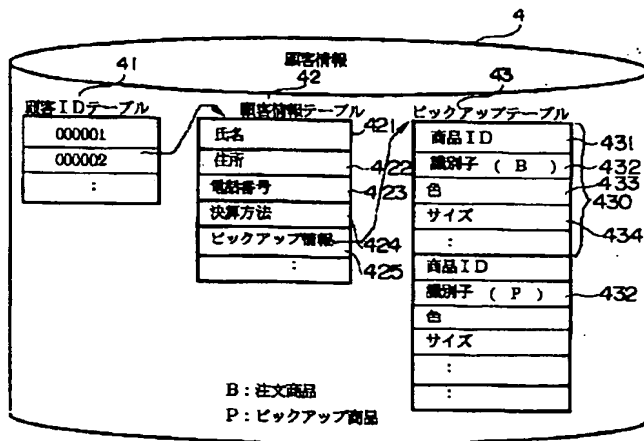 4
顧客情報
41
42
43
顧客IDテーブル
000001
000002
:
顧客情報テーブル
氏名
421
住所
422
電話番号
423
決算方法
424
ピックアップ情報
425
:
ピックアップテーブル
商品ID
431
識別子 ( B )
432
色
433
430
サイズ
434
:
商品ID
識別子 ( P )
432
色
サイズ
:
:
B:注文商品
P:ピックアップ商品